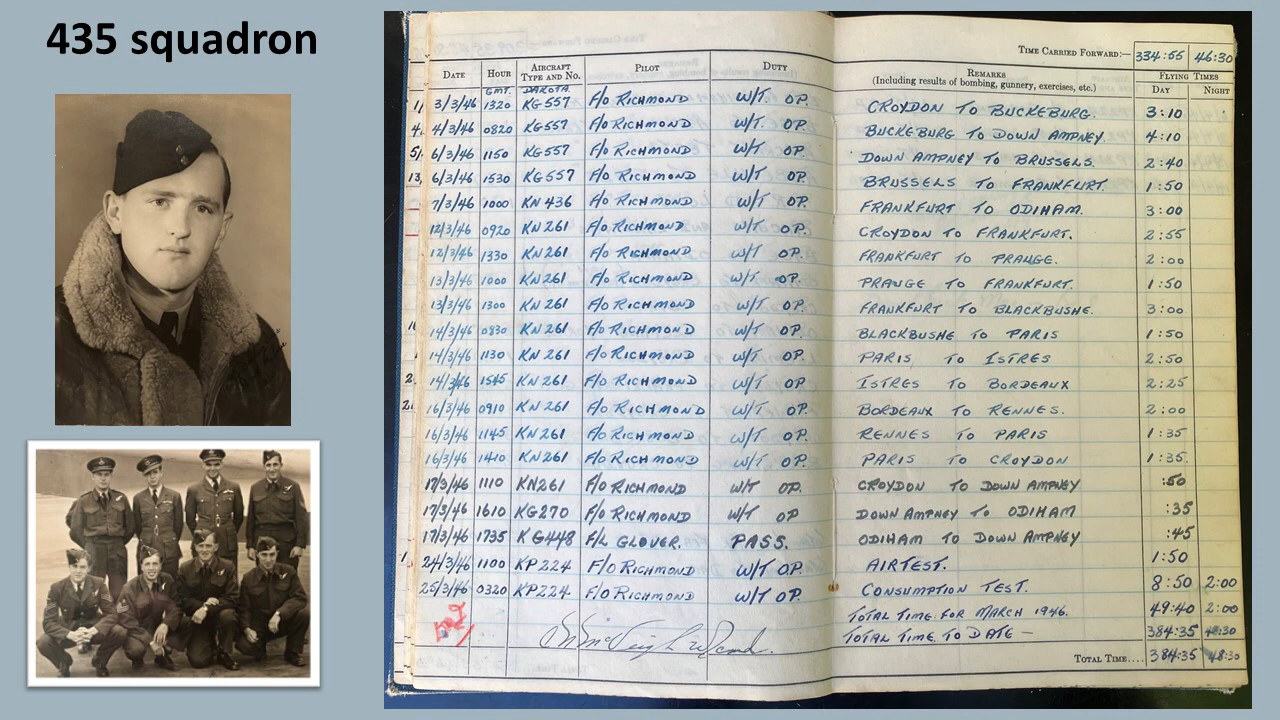 435 squadron
TIME CARRIED FORWARD:— 334:55 46:30
DATE HOUR AIRCRAFT TYPE AND NO. PILOT DUTY REMARKS (Including results of bombing, gunnery, exercises, etc.) FLYING TIMES DAY NIGHT
GMT. DAKOTA.
3/3/46 1320 KG557 F/O RICHMOND W/T. OP. CROYDON TO BUCKEBURG. 3:10
4/3/46 0820 KG557 F/O RICHMOND W/T. OP. BUCKEBURG TO DOWN AMPNEY 4:10
6/3/46 1150 KG557 F/O RICHMOND W/T OP. DOWN AMPNEY TO BRUSSELS. 2:40
6/3/46 1530 KG557 F/O RICHMOND W/T OP. BRUSSELS TO FRANKFURT. 1:50
7/3/46 1000 KN436 F/O RICHMOND W/T OP. FRANKFURT TO ODIHAM. 3:00
12/3/46 0920 KN261 F/O RICHMOND W/T OP. CROYDON TO FRANKFURT. 2:55
12/3/46 1330 KN261 F/O RICHMOND W/T OP. FRANKFURT TO PRAUGE. 2:00
13/3/46 1000 KN261 F/O RICHMOND W/T OP. PRAUGE TO FRANKFURT. 1:50
13/3/46 1300 KN261 F/O RICHMOND W/T OP. FRANKFURT TO BLACKBUSHE. 3:00
14/3/46 0830 KN261 F/O RICHMOND W/T OP. BLACKBUSHE TO PARIS 1:50
14/3/46 1130 KN261 F/O RICHMOND W/T OP. PARIS TO ISTRES 2:50
14/3/46 1545 KN261 F/O RICHMOND W/T OP. ISTRES TO BORDEAUX 2:25
16/3/46 0910 KN261 F/O RICHMOND W/T OP. BORDEAUX TO RENNES. 2:00
16/3/46 1145 KN261 F/O RICHMOND W/T OP. RENNES TO PARIS 1:35
16/3/46 1410 KN261 F/O RICHMOND W/T OP. PARIS TO CROYDON 1:35.
17/3/46 1110 KN261 F/O RICHMOND W/T OP. CROYDON TO DOWN AMPNEY :50
17/3/46 1610 KG270 F/O RICHMOND W/T OP DOWN AMPNEY TO ODIHAM :35
17/3/46 1735 KG448 F/L GLOVER. PASS. ODIHAM TO DOWN AMPNEY :45
24/3/46 1100 KP224 F/O RICHMOND W/T OP. AIRTEST. 1:50
25/3/46 0320 KP224 F/O RICHMOND W/T OP. CONSUMPTION TEST. 8:50 2:00
TOTAL TIME FOR MARCH 1946. 49:40 2:00
TOTAL TIME TO DATE — 384:35 48:30
TOTAL TIME.... 384:35 48:30